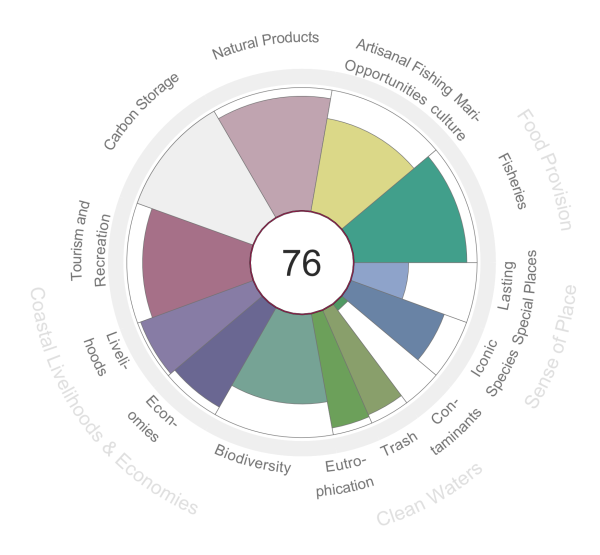 Natural Products
Artisanal Fishing
Opportunities
Mari-
culture
Fisheries
Food Provision
Lasting
Special Places
Iconic
Species
Sense of Place
Con-
taminants
Trash
Eutro-
phication
Clean Waters
Biodiversity
Econ-
omies
Liveli-
hoods
Coastal Livelihoods & Economies
Tourism and
Recreation
Carbon Storage
76